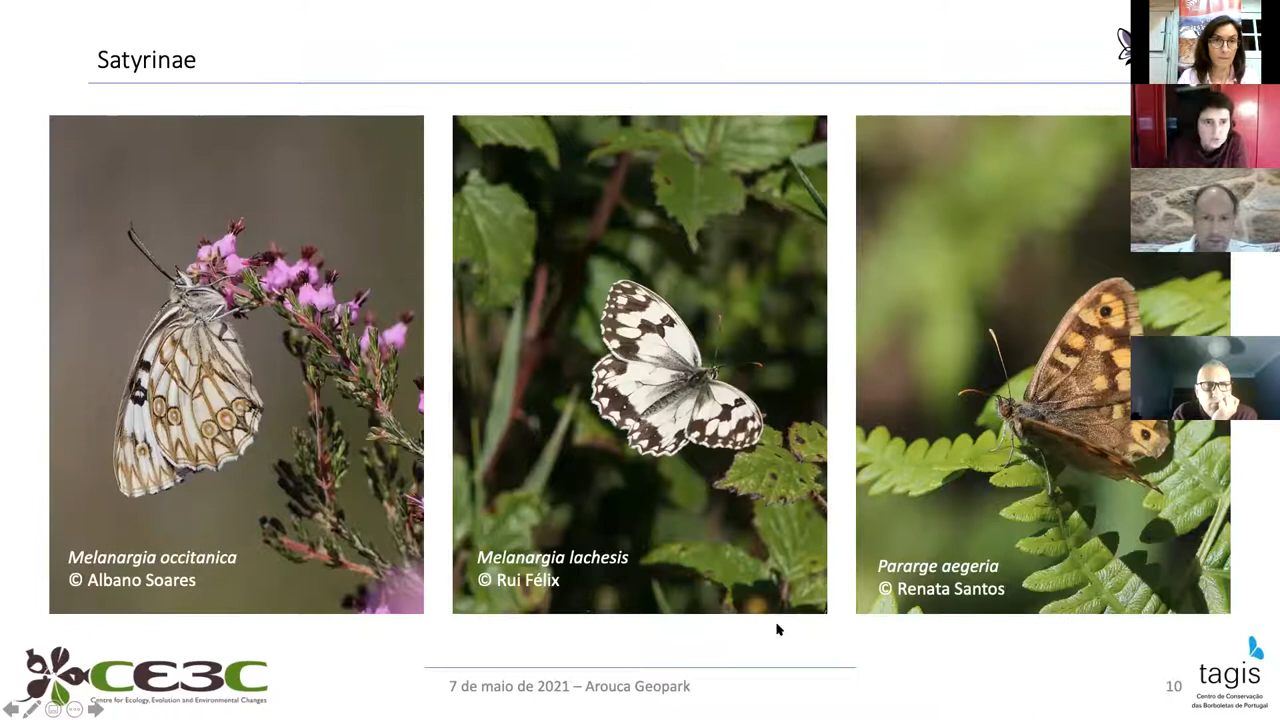 Satyrinae
Melanargia occitanica
© Albano Soares
Melanargia lachesis
© Rui Félix
Pararge aegeria
© Renata Santos
CE3C
Centre for Ecology, Evolution and Environmental Changes
7 de maio de 2021 – Arouca Geopark
10
tagis
Centro de Conservação
das Borboletas de Portugal